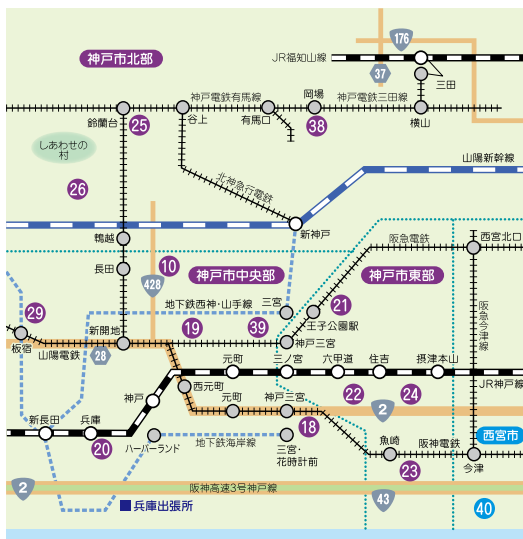 176
JR福知山線
神戸市北部
37
三田
神戸電鉄有馬線
岡場
神戸電鉄三田線
鈴蘭台
25
谷上
有馬口
38
横山
しあわせの
村
山陽新幹線
北神急行電鉄
26
新神戸
阪急電鉄
西宮北口
鴨越
10
長田
神戸市中央部
神戸市東部
428
29
地下鉄西神・山手線
三宮
21
王子公園駅
阪急今津線
新開地
19
39
板宿
山陽電鉄
28
神戸三宮
元町
三ノ宮
六甲道
住吉
摂津本山
JR神戸線
西元町
神戸
22
24
元町
神戸三宮
2
新長田
兵庫
18
西宮市
20
ハーバーランド
地下鉄海岸線
三宮・
花時計前
魚崎
阪神電鉄
23
今津
2
阪神高速3号神戸線
43
兵庫出張所
40